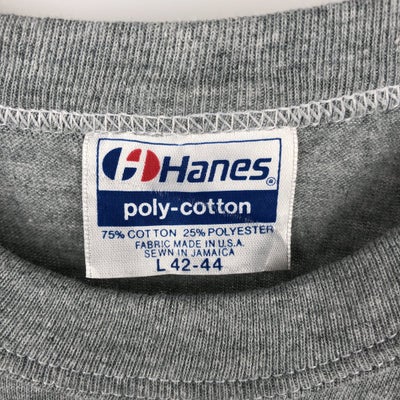 Hanes®
poly-cotton
75% COTTON 25% POLYESTER
FABRIC MADE IN U.S.A.
SEWN IN JAMAICA
L 42-44